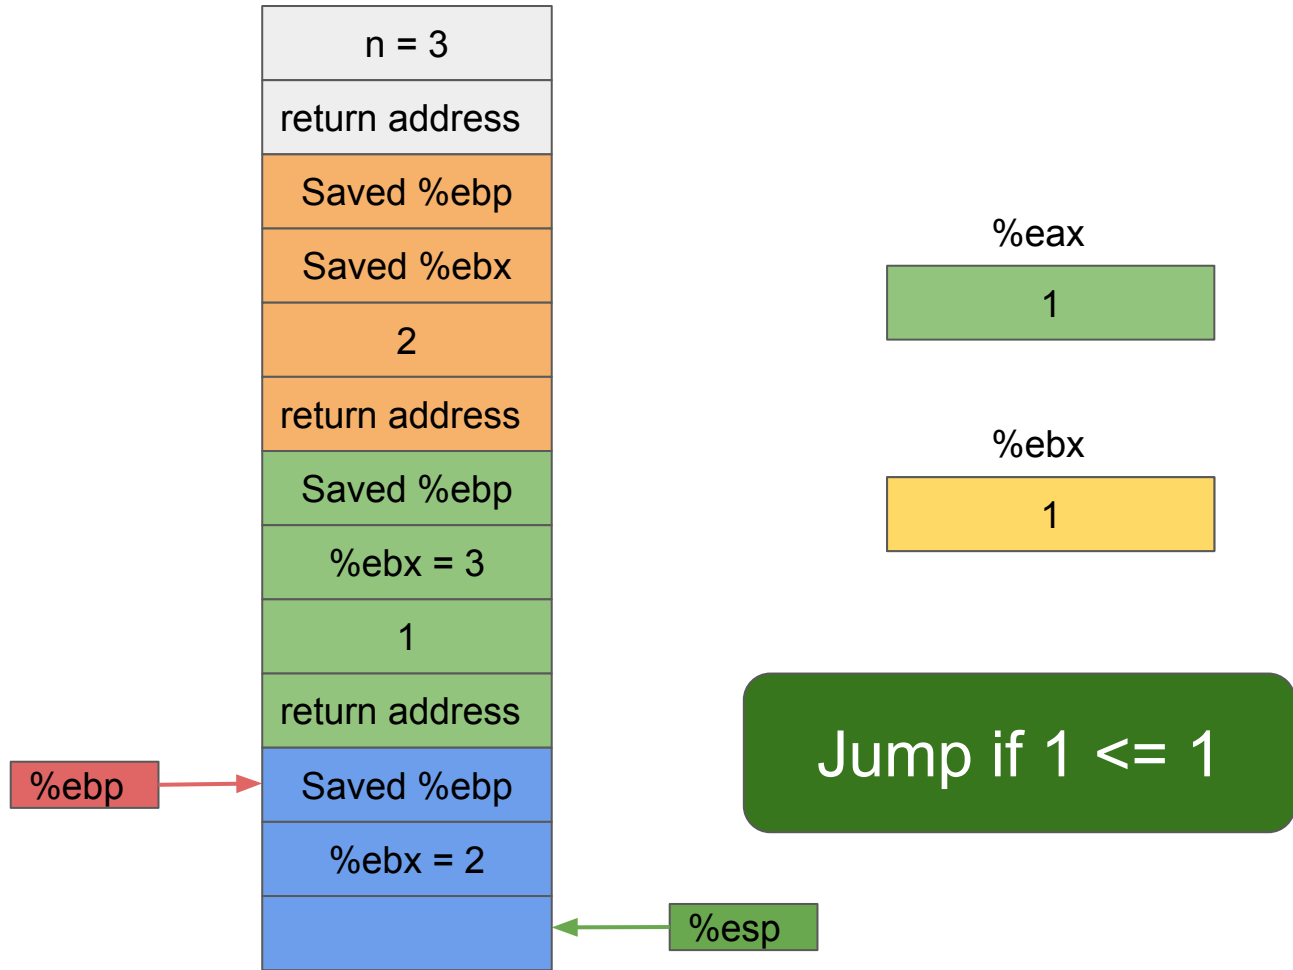 n = 3
return address
Saved %ebp
Saved %ebx
2
return address
Saved %ebp
%ebx = 3
1
return address
Saved %ebp
%ebx = 2
%ebp
%esp
%eax
1
%ebx
1
Jump if 1 <= 1